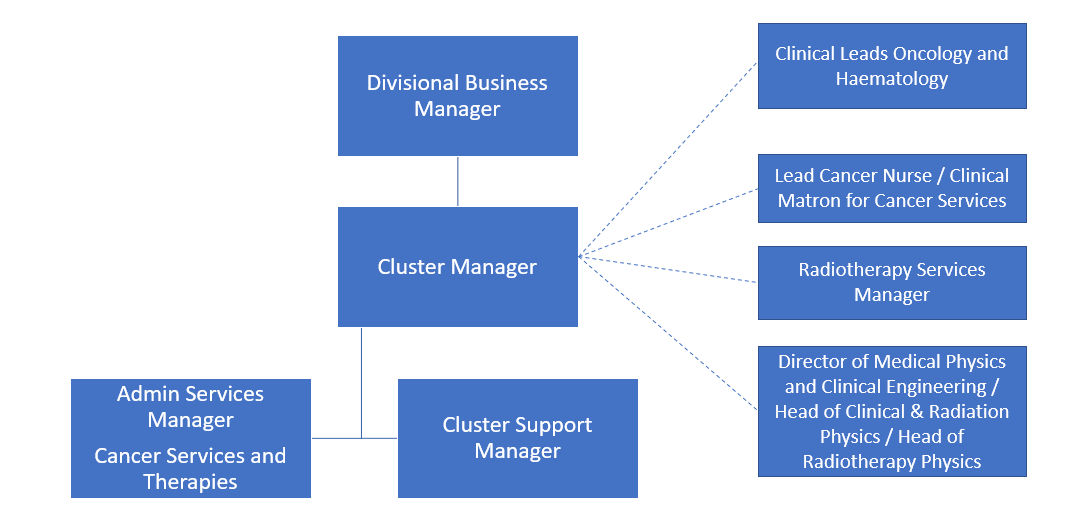 Divisional Business
Manager
Cluster Manager
Admin Services
Manager
Cancer Services and
Therapies
Cluster Support
Manager
Clinical Leads Oncology and
Haematology
Lead Cancer Nurse / Clinical
Matron for Cancer Services
Radiotherapy Services
Manager
Director of Medical Physics
and Clinical Engineering /
Head of Clinical & Radiation
Physics / Head of
Radiotherapy Physics